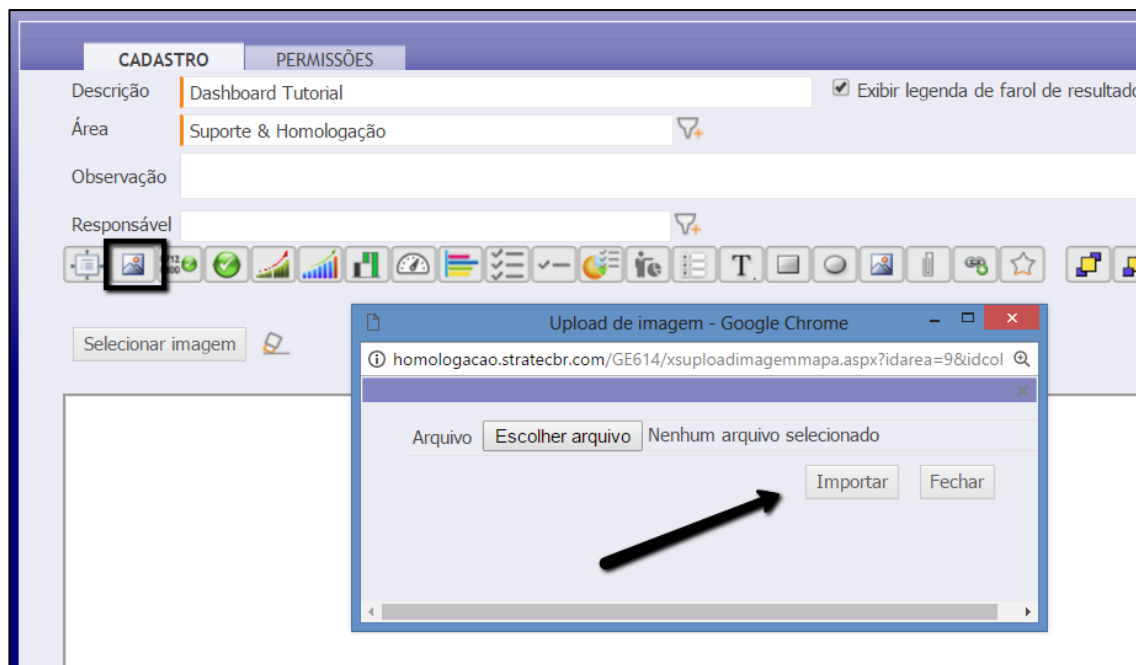 CADASTRO PERMISSÕES
Descrição Dashboard Tutorial Exibir legenda de farol de resultado
Área Suporte & Homologação
Observação
Responsável
T
Selecionar imagem
Upload de imagem - Google Chrome
homologacao.stratecbr.com/GE614/xsuploadimagemmapa.aspx?idarea=9&idcol
Arquivo Escolher arquivo Nenhum arquivo selecionado
Importar Fechar